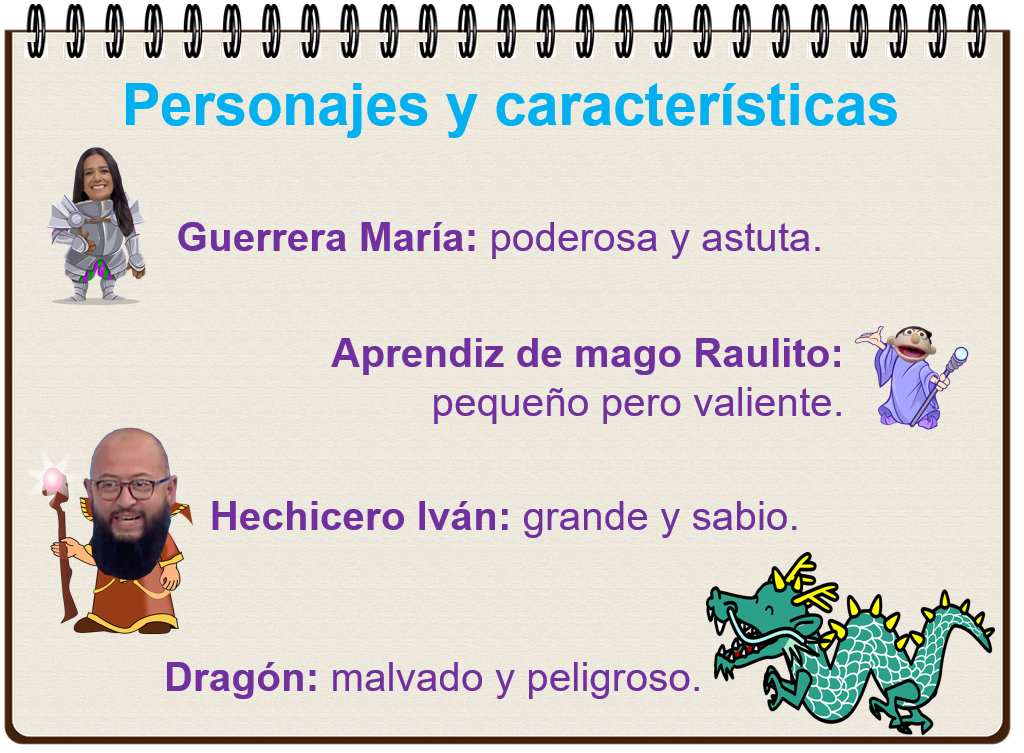 Personajes y características
Guerrera María: poderosa y astuta.
Aprendiz de mago Raulito:
pequeño pero valiente.
Hechicero Iván: grande y sabio.
Dragón: malvado y peligroso.